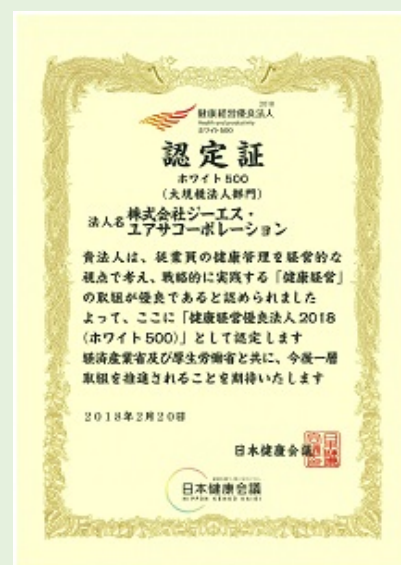 2018
健康経営優良法人
Health and productivity
ホワイト500
認定証
ホワイト500
(大規模法人部門)
法人名 株式会社ジーエス・
ユアサコーポレーション
貴法人は、従業員の健康管理を経営的な
視点で考え、戦略的に実践する「健康経営」
の取組が優良であると認められました
よって、ここに「健康経営優良法人2018
(ホワイト500)」として認定します
経済産業省及び厚生労働省と共に、今後一層
取組を推進されることを期待いたします
2018年2月20日
日本健康会議
日本健康会議
NIPPON KENKO KAIGI